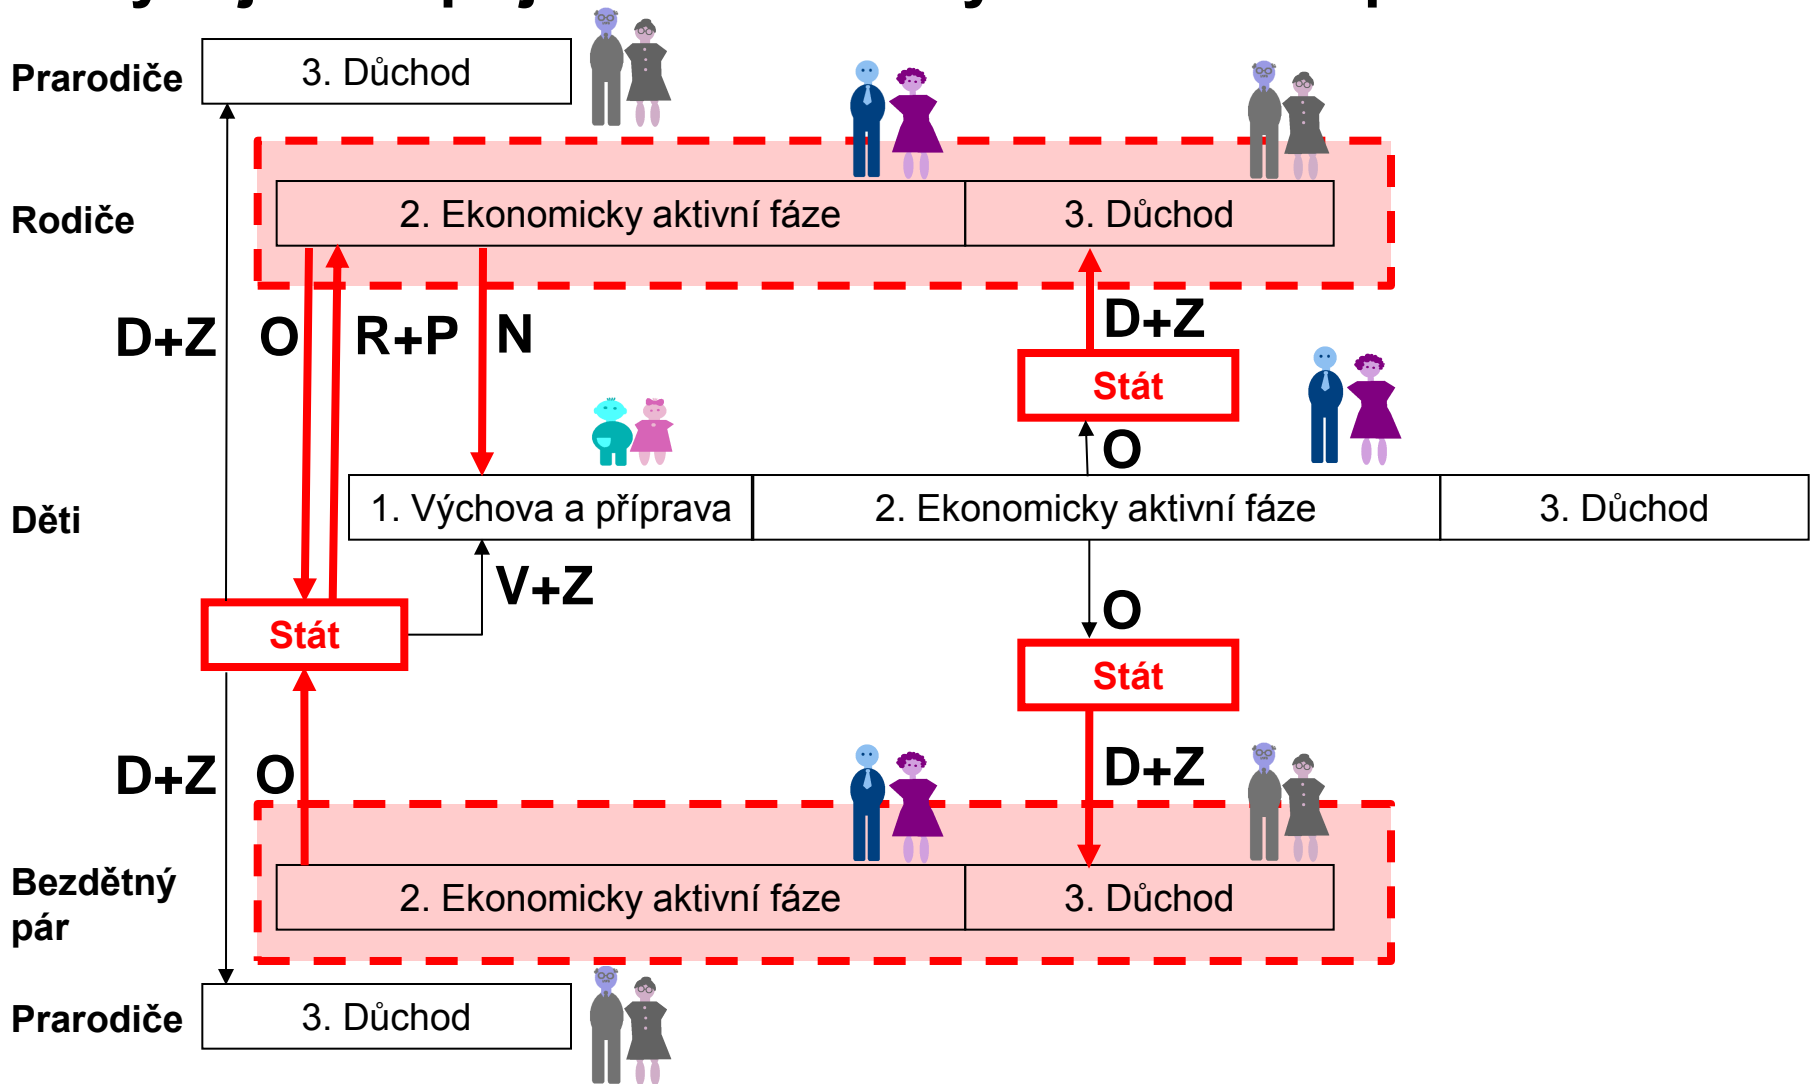 Prarodiče
3. Důchod
Rodiče
2. Ekonomicky aktivní fáze
3. Důchod
D+Z
O
R+P
N
D+Z
Stát
O
Děti
1. Výchova a příprava
2. Ekonomicky aktivní fáze
3. Důchod
V+Z
O
Stát
Stát
D+Z
O
D+Z
Bezdětný
pár
2. Ekonomicky aktivní fáze
3. Důchod
Prarodiče
3. Důchod